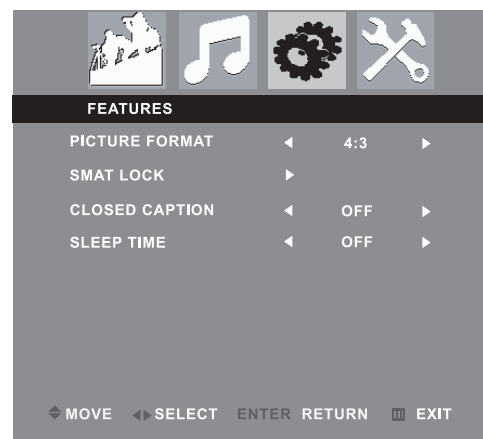 FEATURES
PICTURE FORMAT 4:3
SMAT LOCK
CLOSED CAPTION OFF
SLEEP TIME OFF
MOVE SELECT ENTER RETURN EXIT